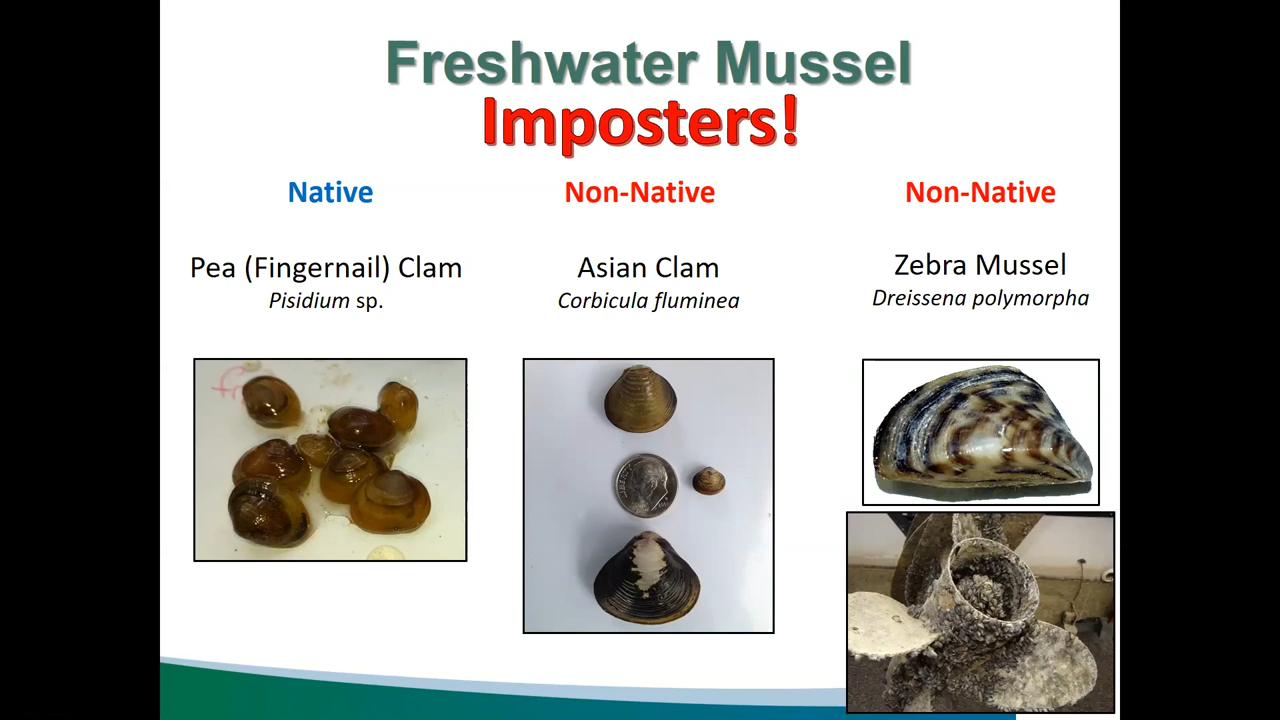 Freshwater Mussel
Imposters!
Native
Non-Native
Non-Native
Pea (Fingernail) Clam
Asian Clam
Zebra Mussel
Pisidium sp.
Corbicula fluminea
Dreissena polymorpha